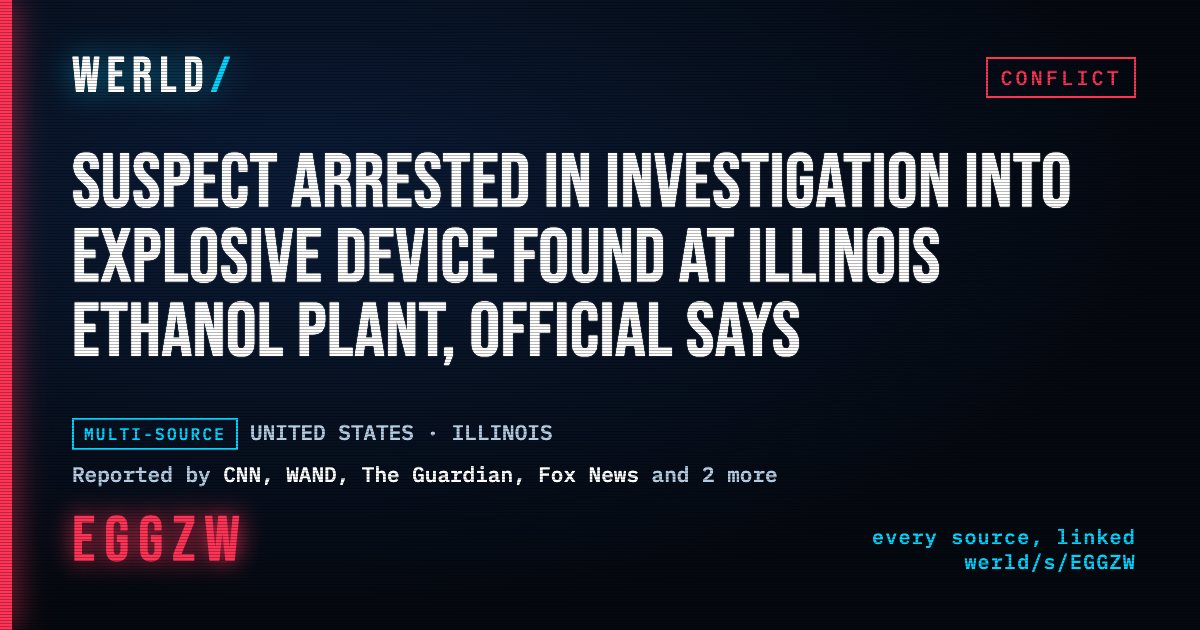 WERLD/
CONFLICT
SUSPECT ARRESTED IN INVESTIGATION INTO
EXPLOSIVE DEVICE FOUND AT ILLINOIS
ETHANOL PLANT, OFFICIAL SAYS
MULTI-SOURCE UNITED STATES · ILLINOIS
Reported by CNN, WAND, The Guardian, Fox News and 2 more
EGGZW
every source, linked
werld/s/EGGZW